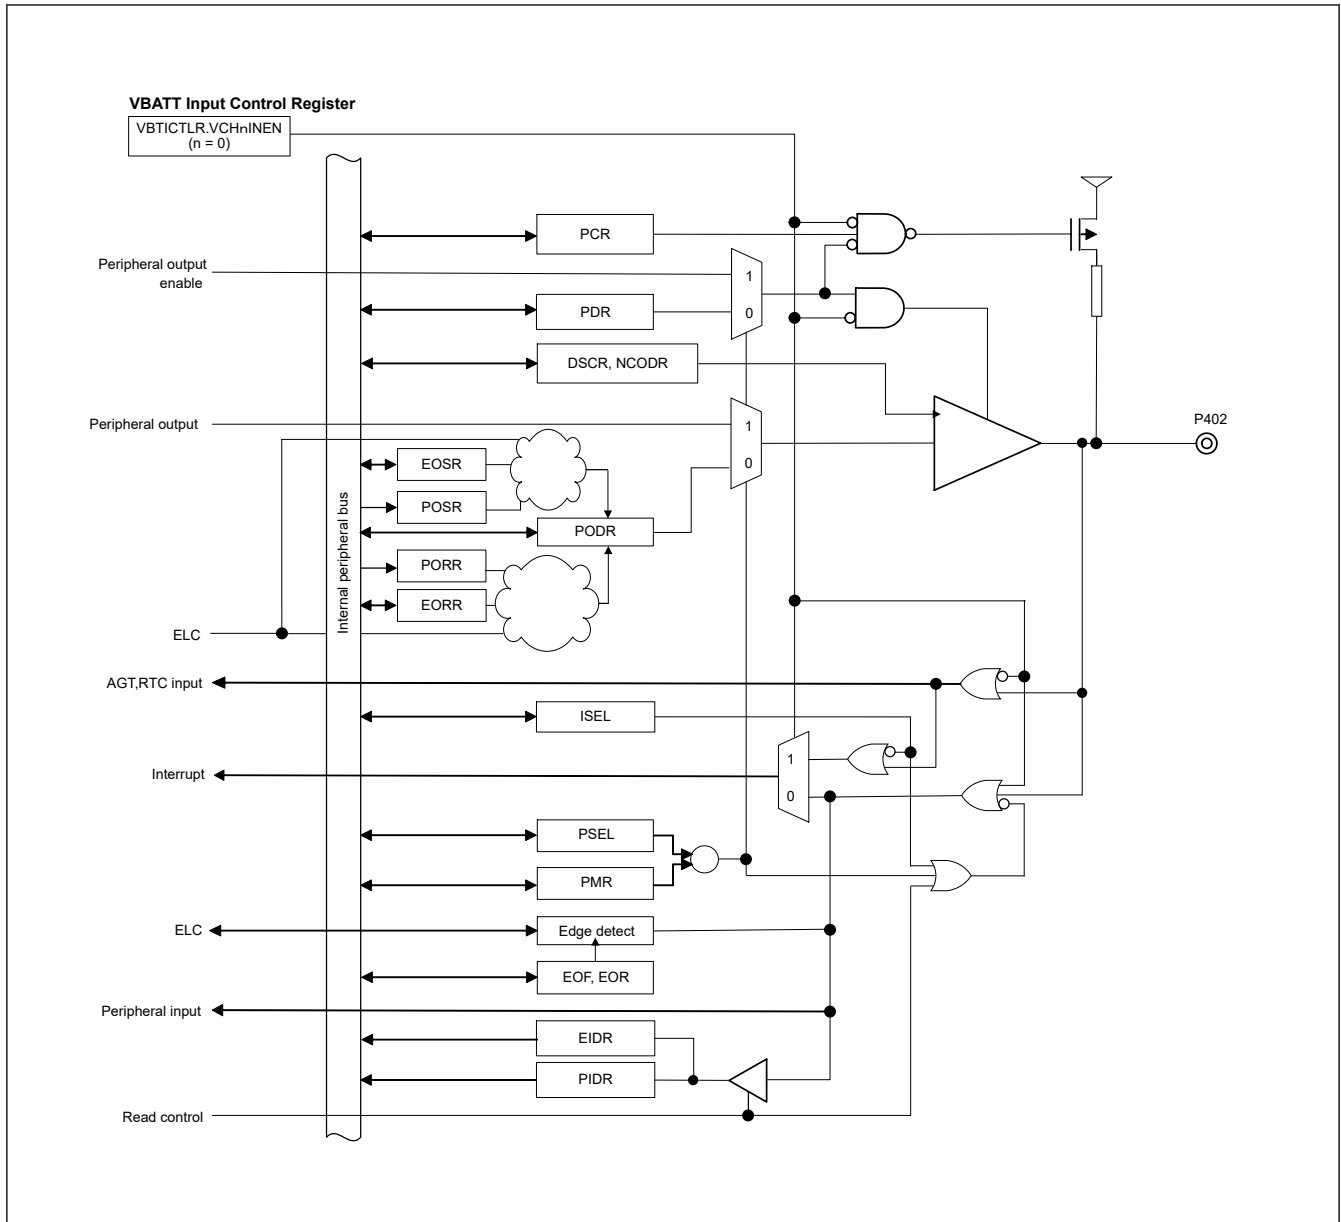 VBATT Input Control Register
VBTICTLR.VCHnINEN
(n = 0)
PCR
Peripheral output
enable
1
0
PDR
DSCR, NCODR
Peripheral output
1
0
P402
EOSR
POSR
PODR
PORR
EORR
Internal peripheral bus
ELC
AGT,RTC input
ISEL
Interrupt
1
0
PSEL
PMR
ELC
Edge detect
EOF, EOR
Peripheral input
EIDR
PIDR
Read control